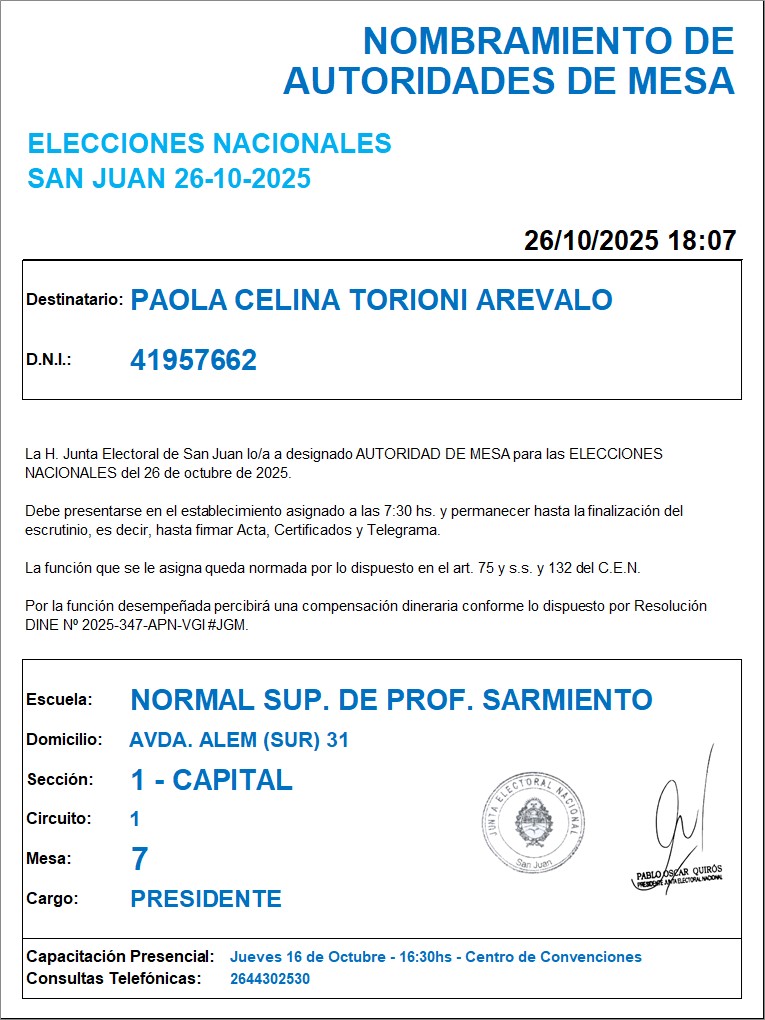 NOMBRAMIENTO DE
AUTORIDADES DE MESA
ELECCIONES NACIONALES
SAN JUAN 26-10-2025
26/10/2025 18:07
Destinatario: PAOLA CELINA TORIONI AREVALO
D.N.I.: 41957662
La H. Junta Electoral de San Juan lo/a a designado AUTORIDAD DE MESA para las ELECCIONES
NACIONALES del 26 de octubre de 2025.
Debe presentarse en el establecimiento asignado a las 7:30 hs. y permanecer hasta la finalización del
escrutinio, es decir, hasta firmar Acta, Certificados y Telegrama.
La función que se le asigna queda normada por lo dispuesto en el art. 75 y s.s. y 132 del C.E.N.
Por la función desempeñada percibirá una compensación dineraria conforme lo dispuesto por Resolución
DINE Nº 2025-347-APN-VGI#JGM.
Escuela: NORMAL SUP. DE PROF. SARMIENTO
Domicilio: AVDA. ALEM (SUR) 31
Sección: 1 - CAPITAL
Circuito: 1
Mesa: 7
Cargo: PRESIDENTE
JUNTA ELECTORAL NACIONAL
San Juan
PABLO OSCAR QUIRÓS
PRESIDENTE JUNTA ELECTORAL NACIONAL
Capacitación Presencial: Jueves 16 de Octubre - 16:30hs - Centro de Convenciones
Consultas Telefónicas: 2644302530